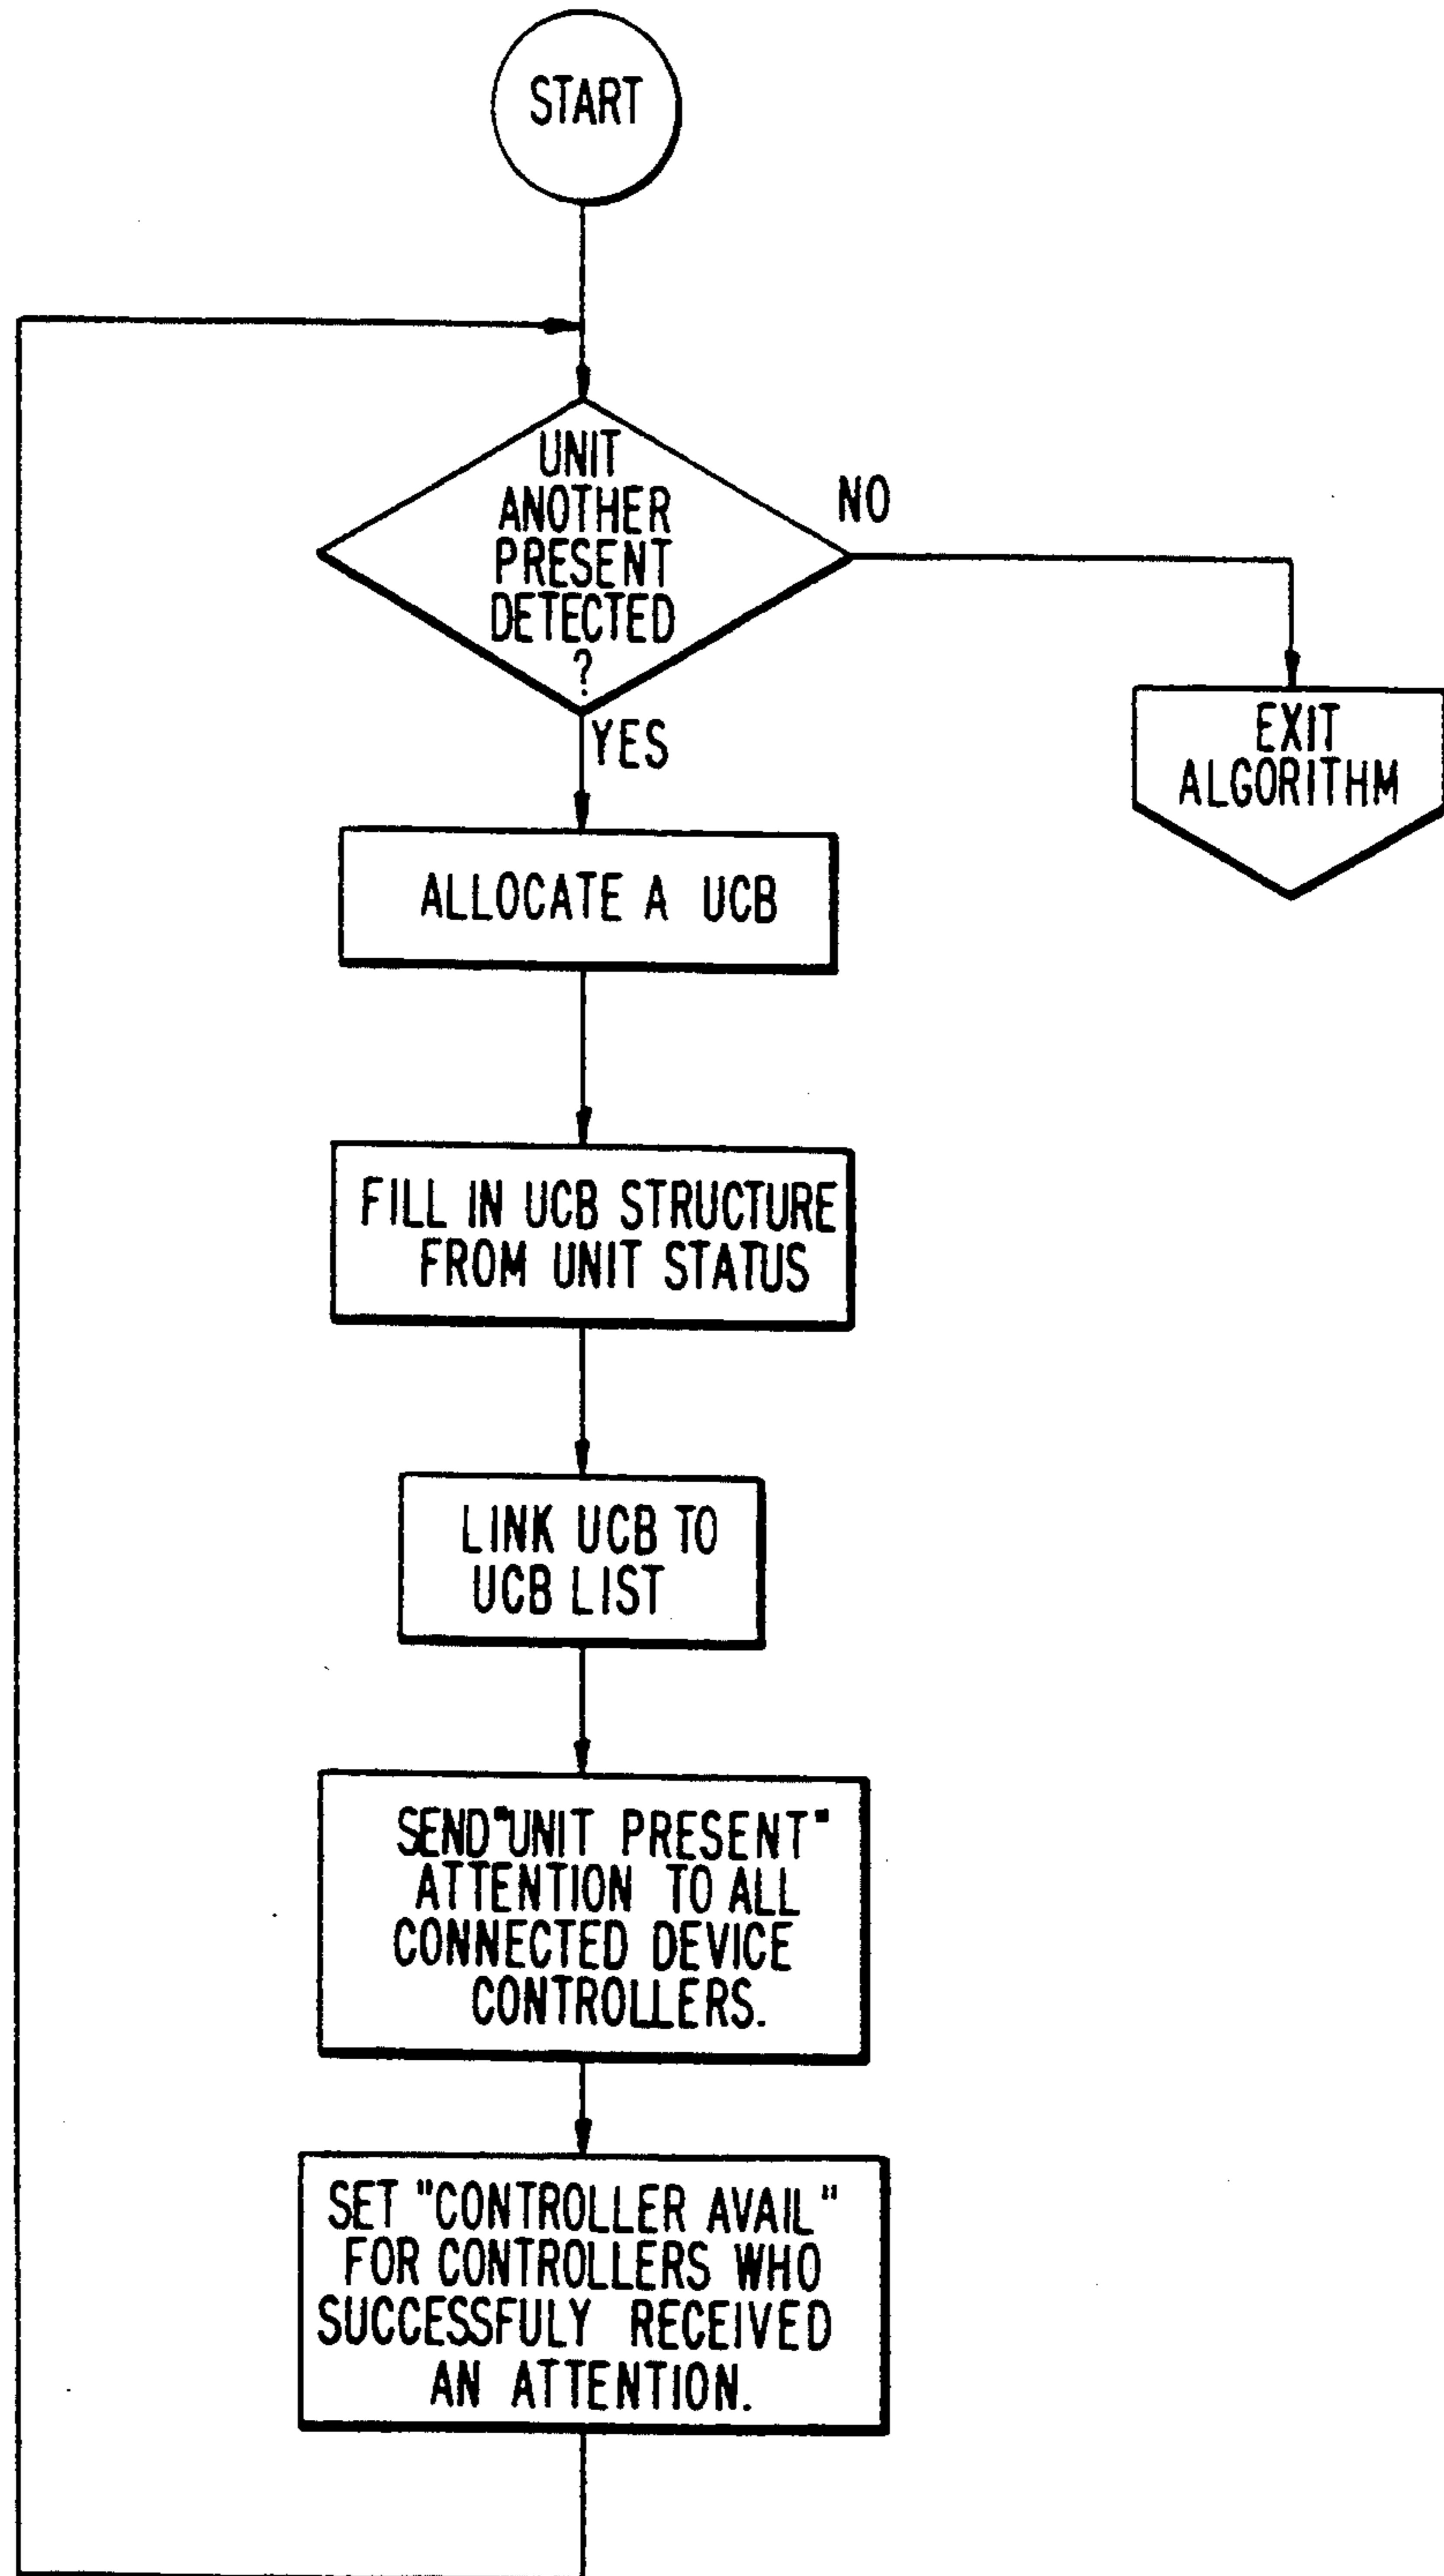 START
UNIT
ANOTHER
PRESENT
DETECTED
?
NO
YES
EXIT
ALGORITHM
ALLOCATE A UCB
FILL IN UCB STRUCTURE
FROM UNIT STATUS
LINK UCB TO
UCB LIST
SEND "UNIT PRESENT"
ATTENTION TO ALL
CONNECTED DEVICE
CONTROLLERS.
SET "CONTROLLER AVAIL"
FOR CONTROLLERS WHO
SUCCESSFULY RECEIVED
AN ATTENTION.